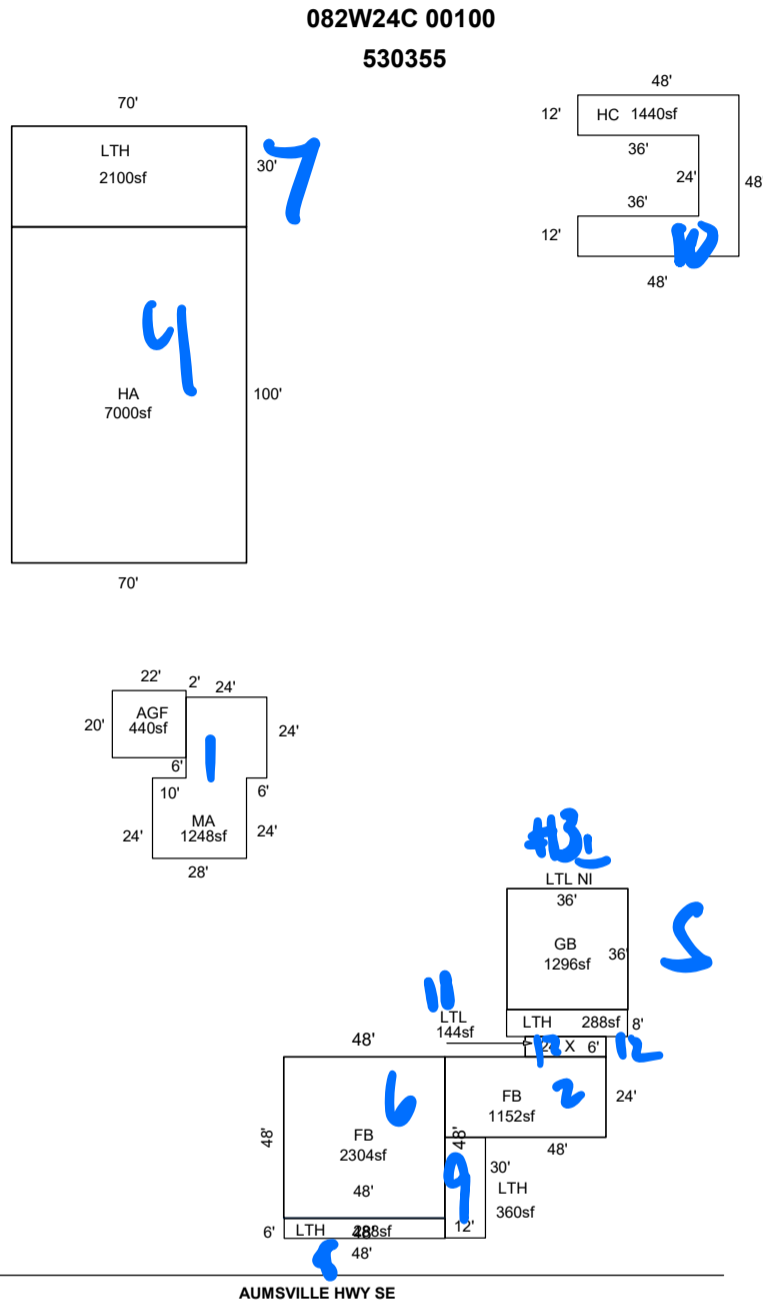 082W24C 00100
530355
70'
48'
12'
HC 1440sf
LTH
2100sf
30'
7
36'
24'
48
36'
12'
10
48'
4
HA
7000sf
100'
70'
22'
2'
24'
AGF
440sf
20'
24'
1
6'
10'
6'
MA
1248sf
24'
24'
28'
#3
LTL NI
36'
GB
1296sf
36'
5
11
LTL
144sf
LTH
288sf
8'
48'
X
6'
12
6
2
FB
1152sf
24'
48'
48'
FB
2304sf
48'
48'
9
30'
LTH
360sf
6'
LTH
288sf
12'
48'
8
AUMSVILLE HWY SE